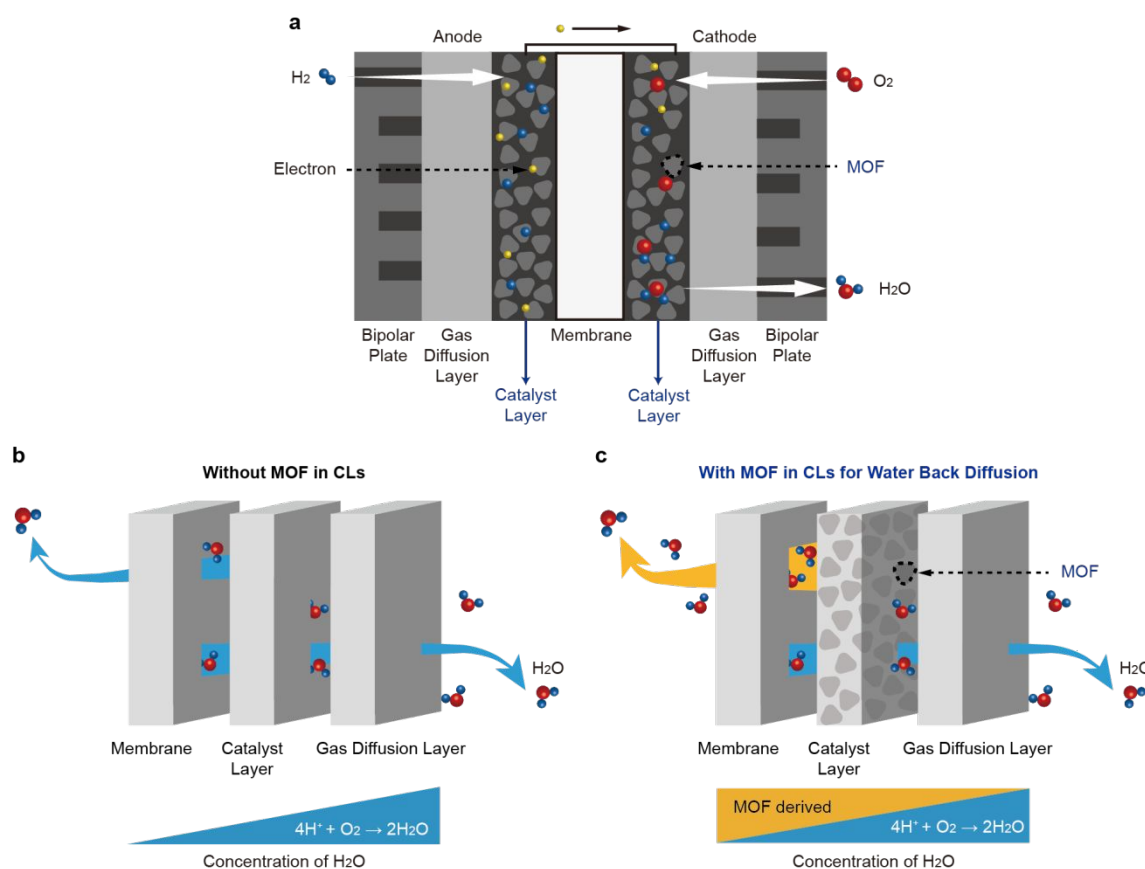 a
Anode
Cathode
H2
O2
Electron
MOF
H2O
Bipolar
Plate
Gas
Diffusion
Layer
Membrane
Gas
Diffusion
Layer
Bipolar
Plate
Catalyst
Layer
Catalyst
Layer
b
Without MOF in CLs
H2O
Membrane
Catalyst
Layer
Gas Diffusion Layer
4H⁺ + O2 → 2H2O
Concentration of H2O
c
With MOF in CLs for Water Back Diffusion
MOF
H2O
Membrane
Catalyst
Layer
Gas Diffusion Layer
MOF derived
4H⁺ + O2 → 2H2O
Concentration of H2O